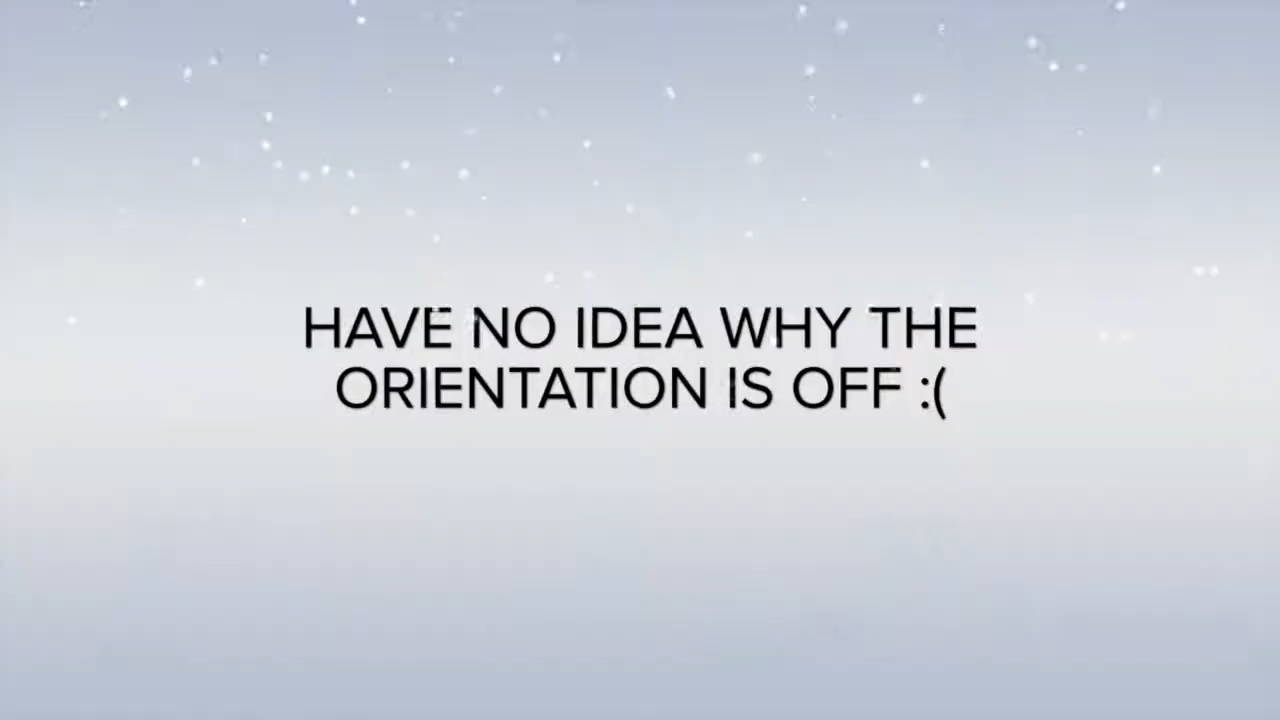 HAVE NO IDEA WHY THE
ORIENTATION IS OFF :(